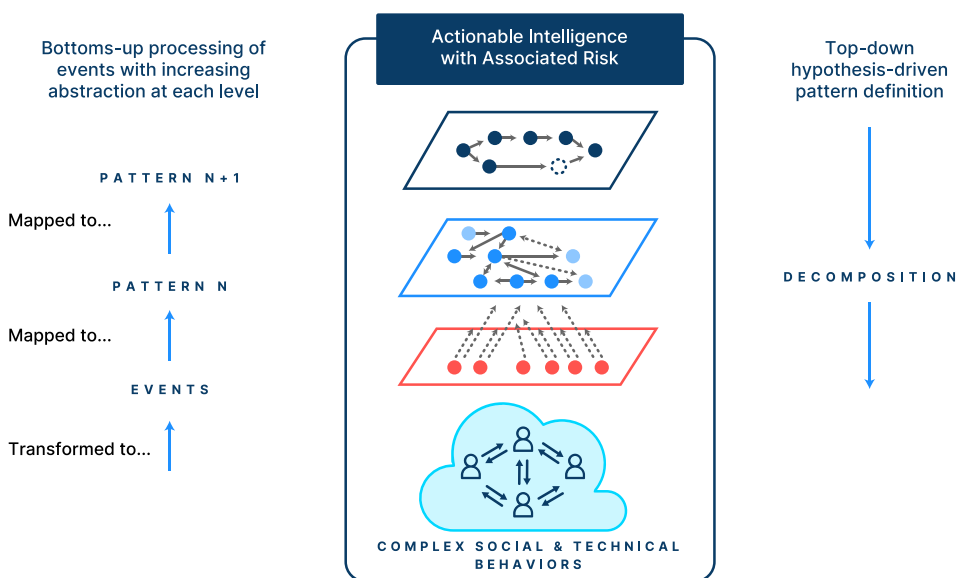 Bottoms-up processing of
events with increasing
abstraction at each level
Actionable Intelligence
with Associated Risk
Top-down
hypothesis-driven
pattern definition
PATTERN N+1
Mapped to...
PATTERN N
Mapped to...
EVENTS
Transformed to...
DECOMPOSITION
COMPLEX SOCIAL & TECHNICAL
BEHAVIORS